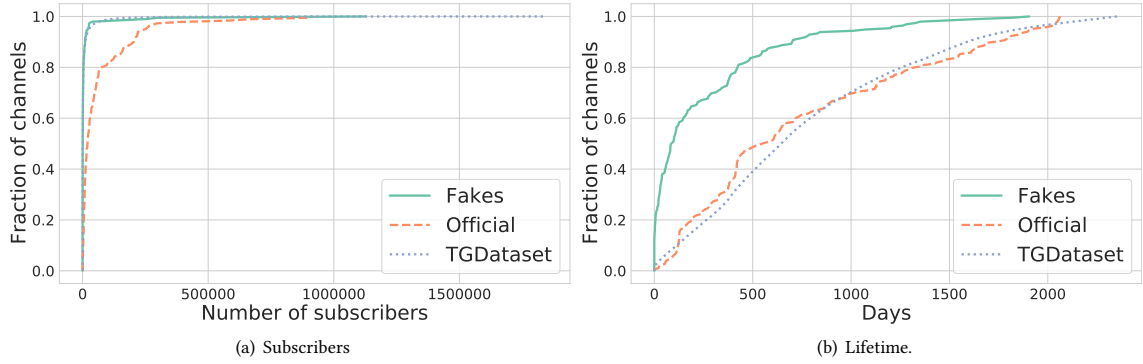 Fraction of channels
1.0
0.8
0.6
0.4
0.2
0.0
Fakes
Official
TGDataset
0
500000
1000000
1500000
Number of subscribers
(a) Subscribers
Fraction of channels
1.0
0.8
0.6
0.4
0.2
0.0
Fakes
Official
TGDataset
0
500
1000
1500
2000
Days
(b) Lifetime.